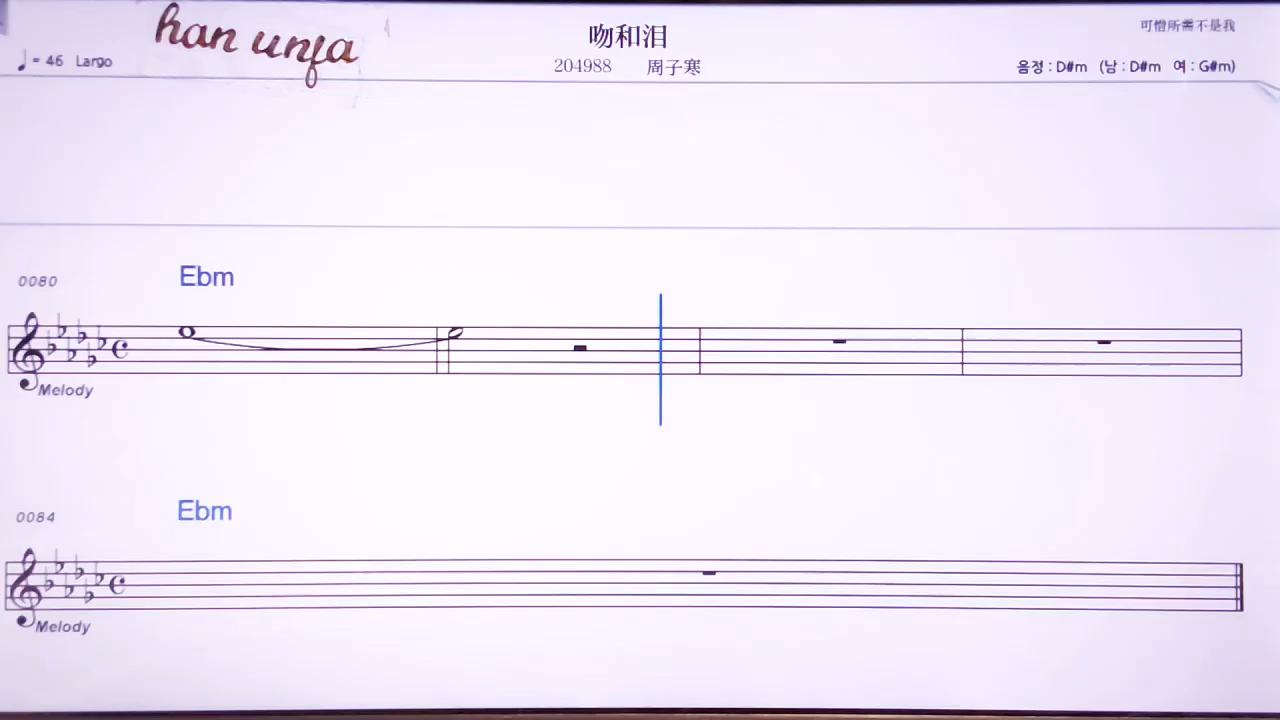 han unfa
吻和泪
可惜所需不是我
♩= 46 Largo
204988 周子寒
음정 : D#m (남 : D#m 여 : G#m)
0080 Ebm
Melody
0084 Ebm
Melody